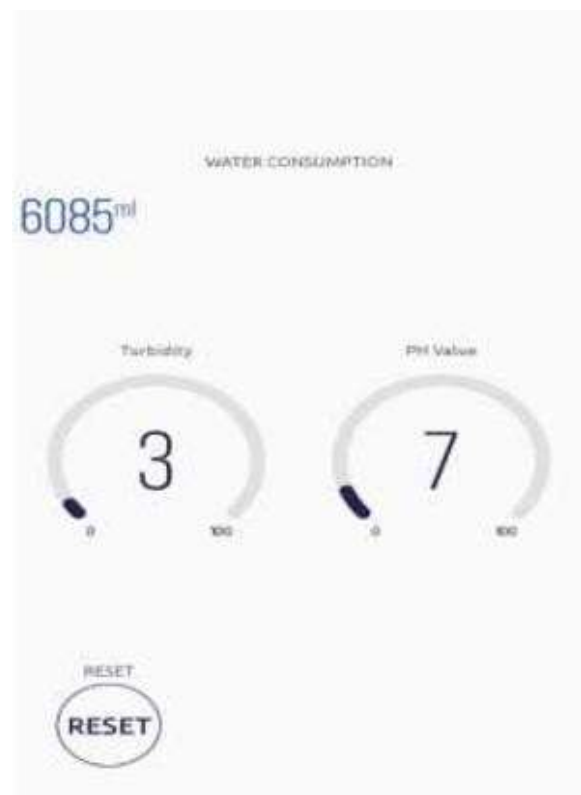 WATER CONSUMPTION
6085ml
Turbidity
PH Value
3
7
0
100
0
100
RESET
RESET